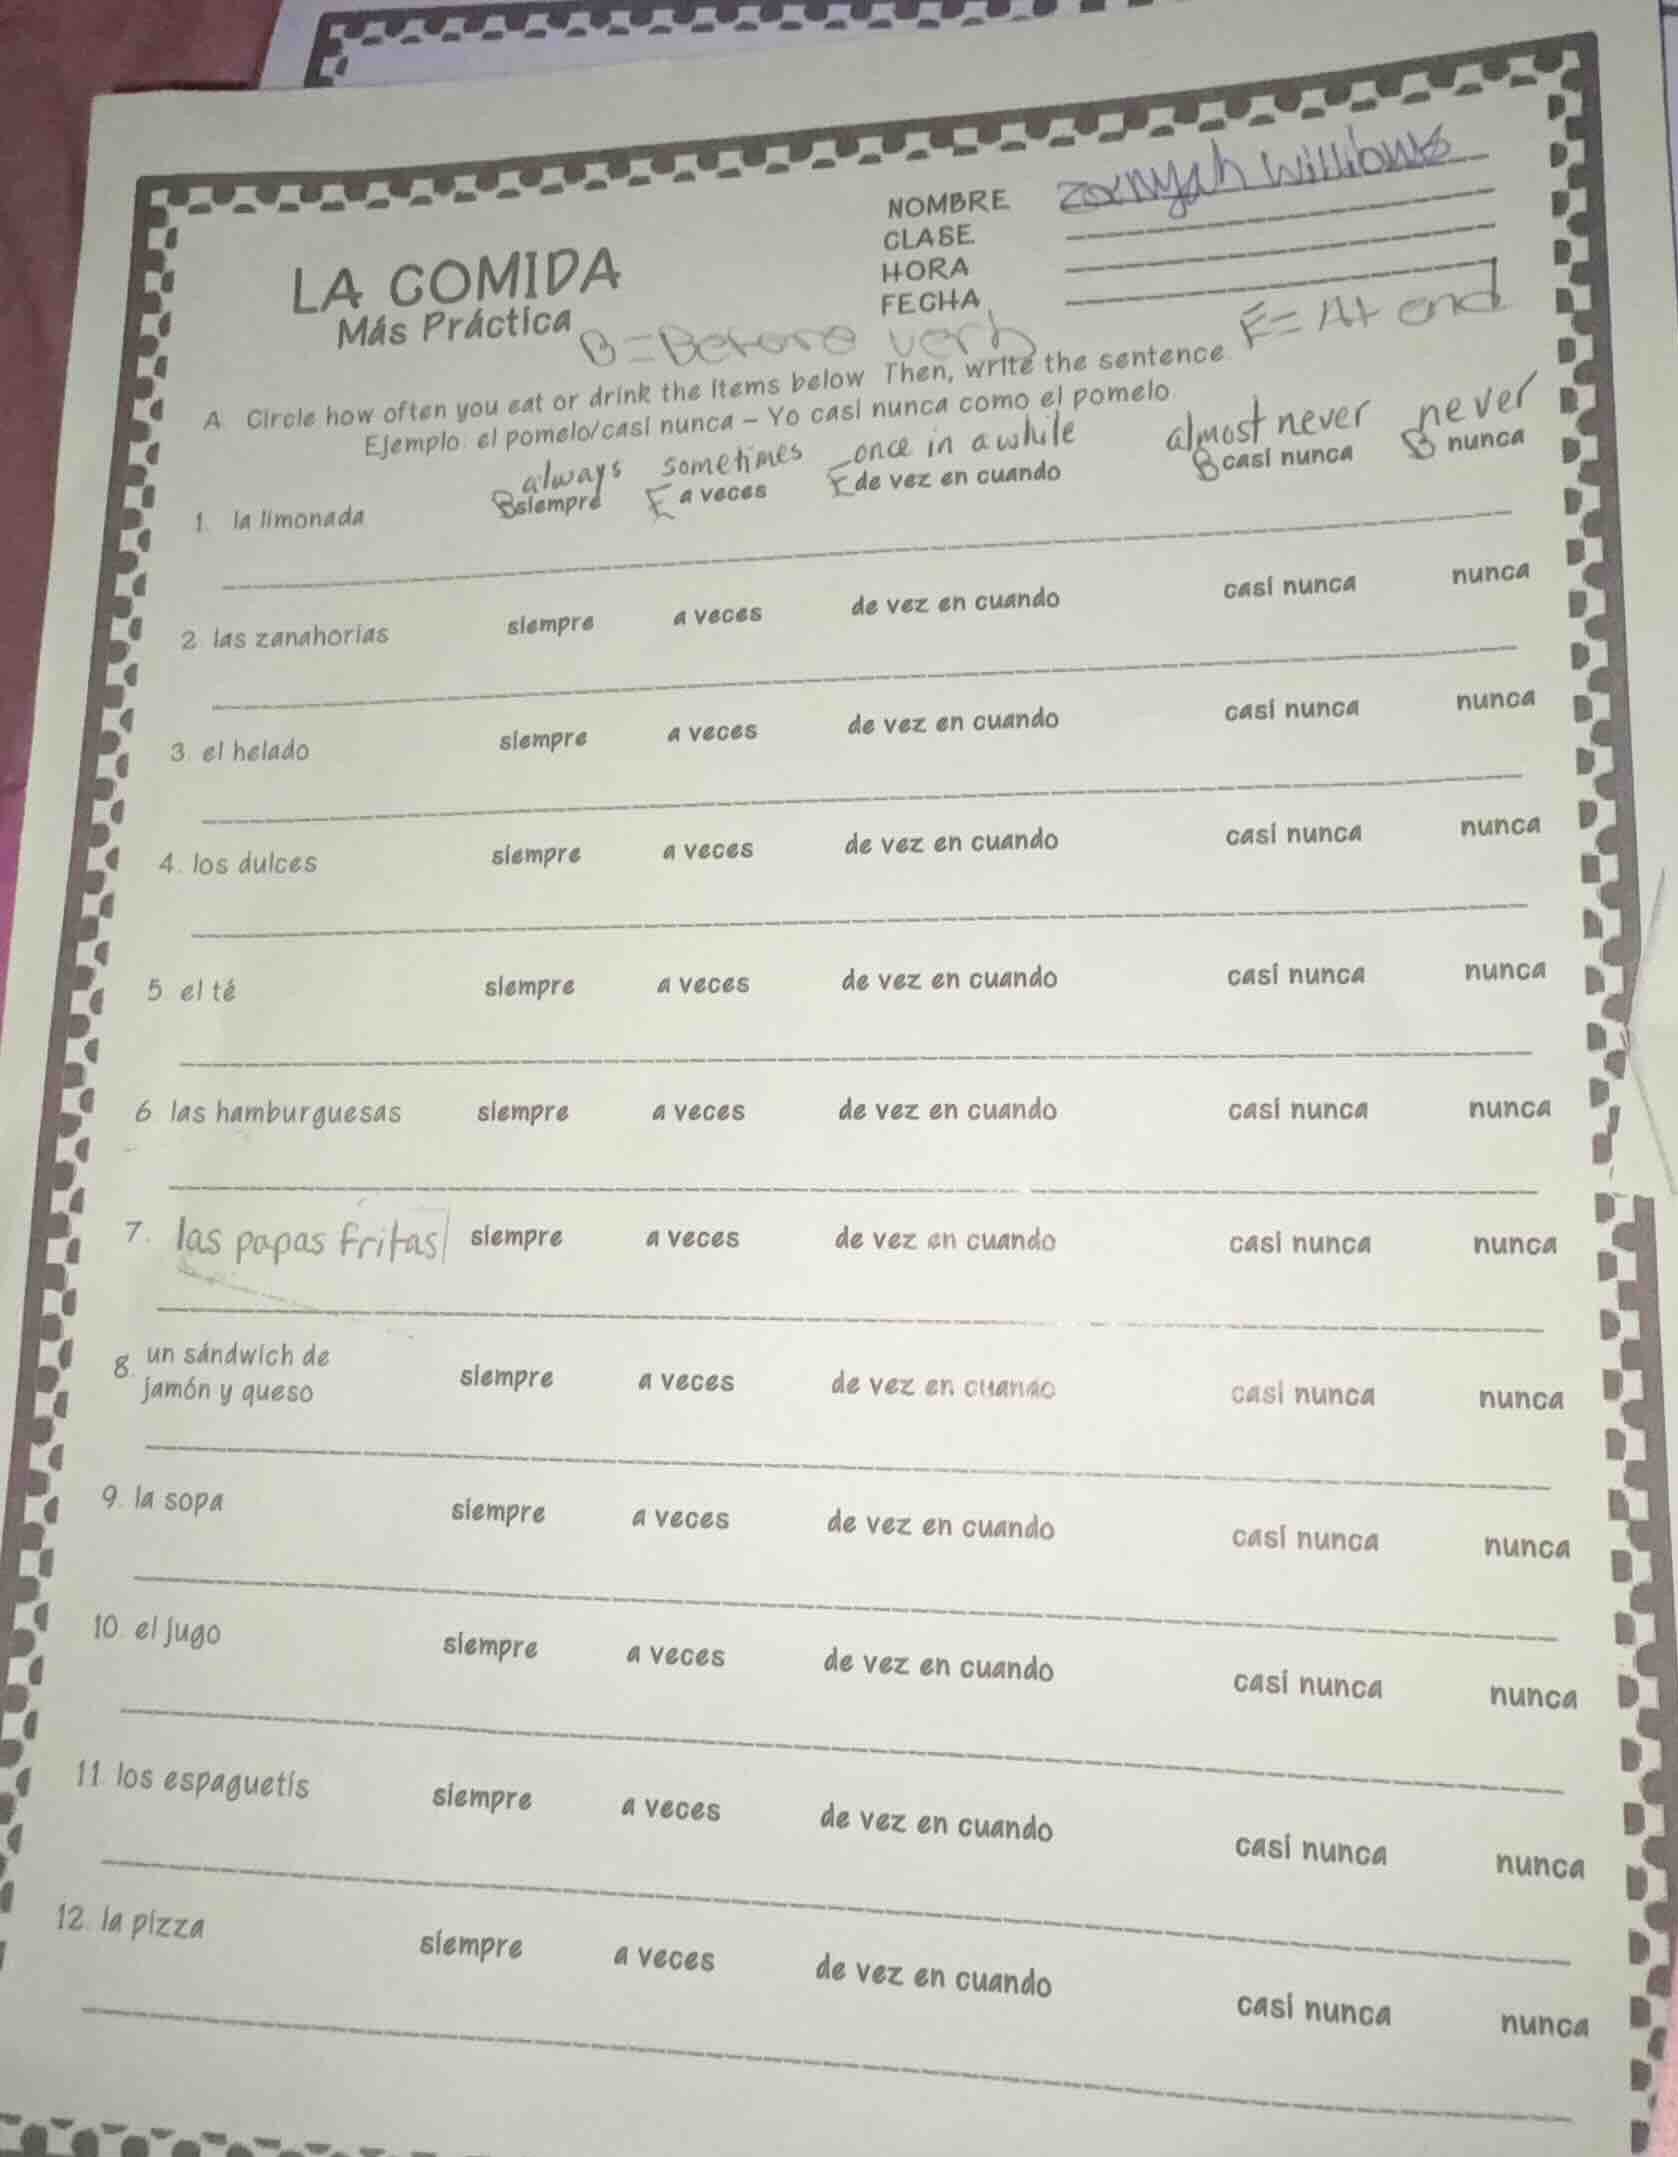 NOMBRE Zanyah Williams
CLASE
HORA
FECHA
LA COMIDA
Más Práctica
B=Before verb E=At end
A. Circle how often you eat or drink the items below. Then, write the sentence.
Ejemplo: el pomelo/casi nunca – Yo casi nunca como el pomelo.
always sometimes once in a while almost never never
1. la limonada B siempre E a veces E de vez en cuando B casi nunca B nunca
2. las zanahorias siempre a veces de vez en cuando casi nunca nunca
3. el helado siempre a veces de vez en cuando casi nunca nunca
4. los dulces siempre a veces de vez en cuando casi nunca nunca
5. el té siempre a veces de vez en cuando casi nunca nunca
6. las hamburguesas siempre a veces de vez en cuando casi nunca nunca
7. las papas fritas siempre a veces de vez en cuando casi nunca nunca
8. un sándwich de jamón y queso siempre a veces de vez en cuando casi nunca nunca
9. la sopa siempre a veces de vez en cuando casi nunca nunca
10. el jugo siempre a veces de vez en cuando casi nunca nunca
11. los espaguetis siempre a veces de vez en cuando casi nunca nunca
12. la pizza siempre a veces de vez en cuando casi nunca nunca